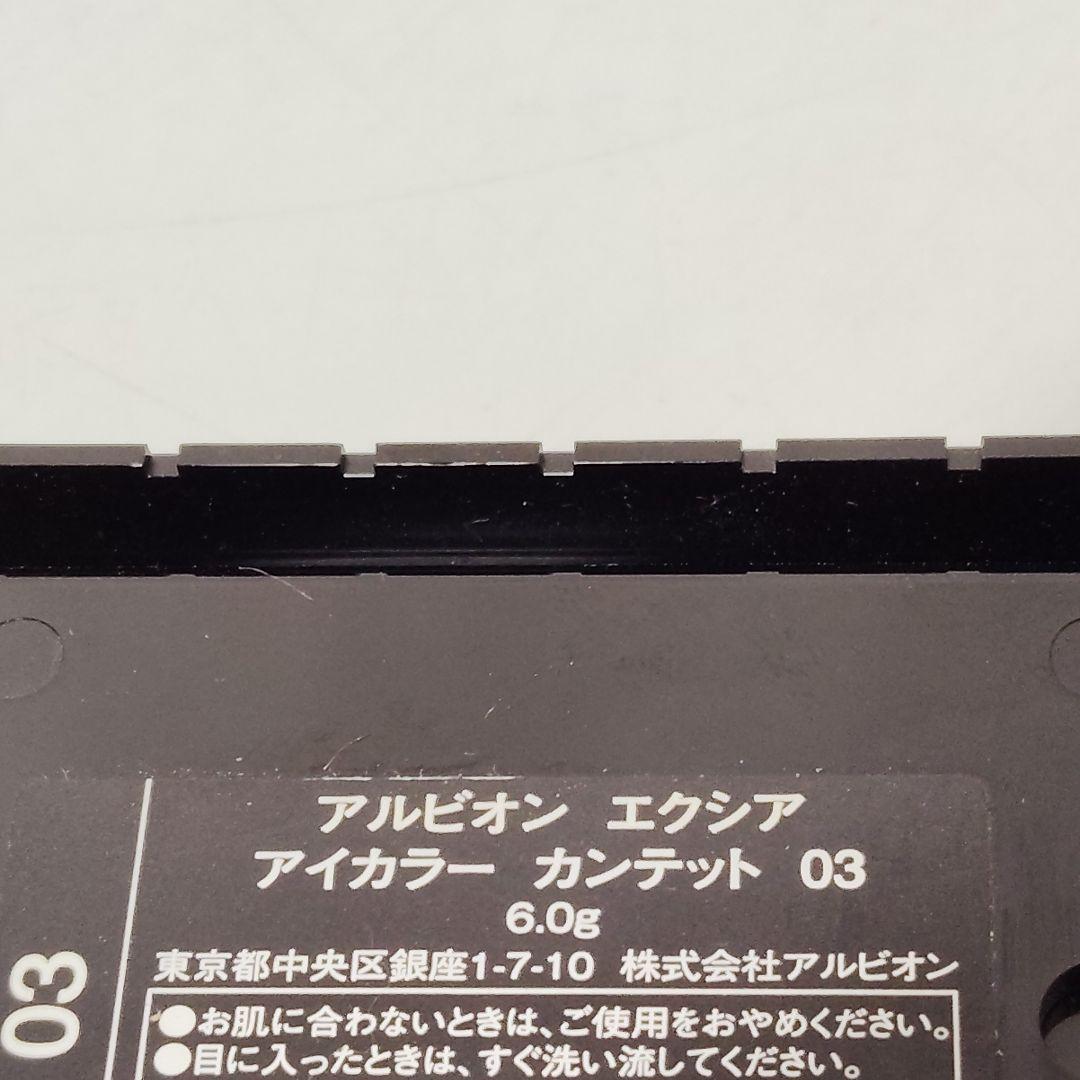 アルビオン エクシア
アイカラー カンテット 03
6.0g
東京都中央区銀座1-7-10 株式会社アルビオン
●お肌に合わないときは、ご使用をおやめください。
●目に入ったときは、すぐ洗い流してください。
03